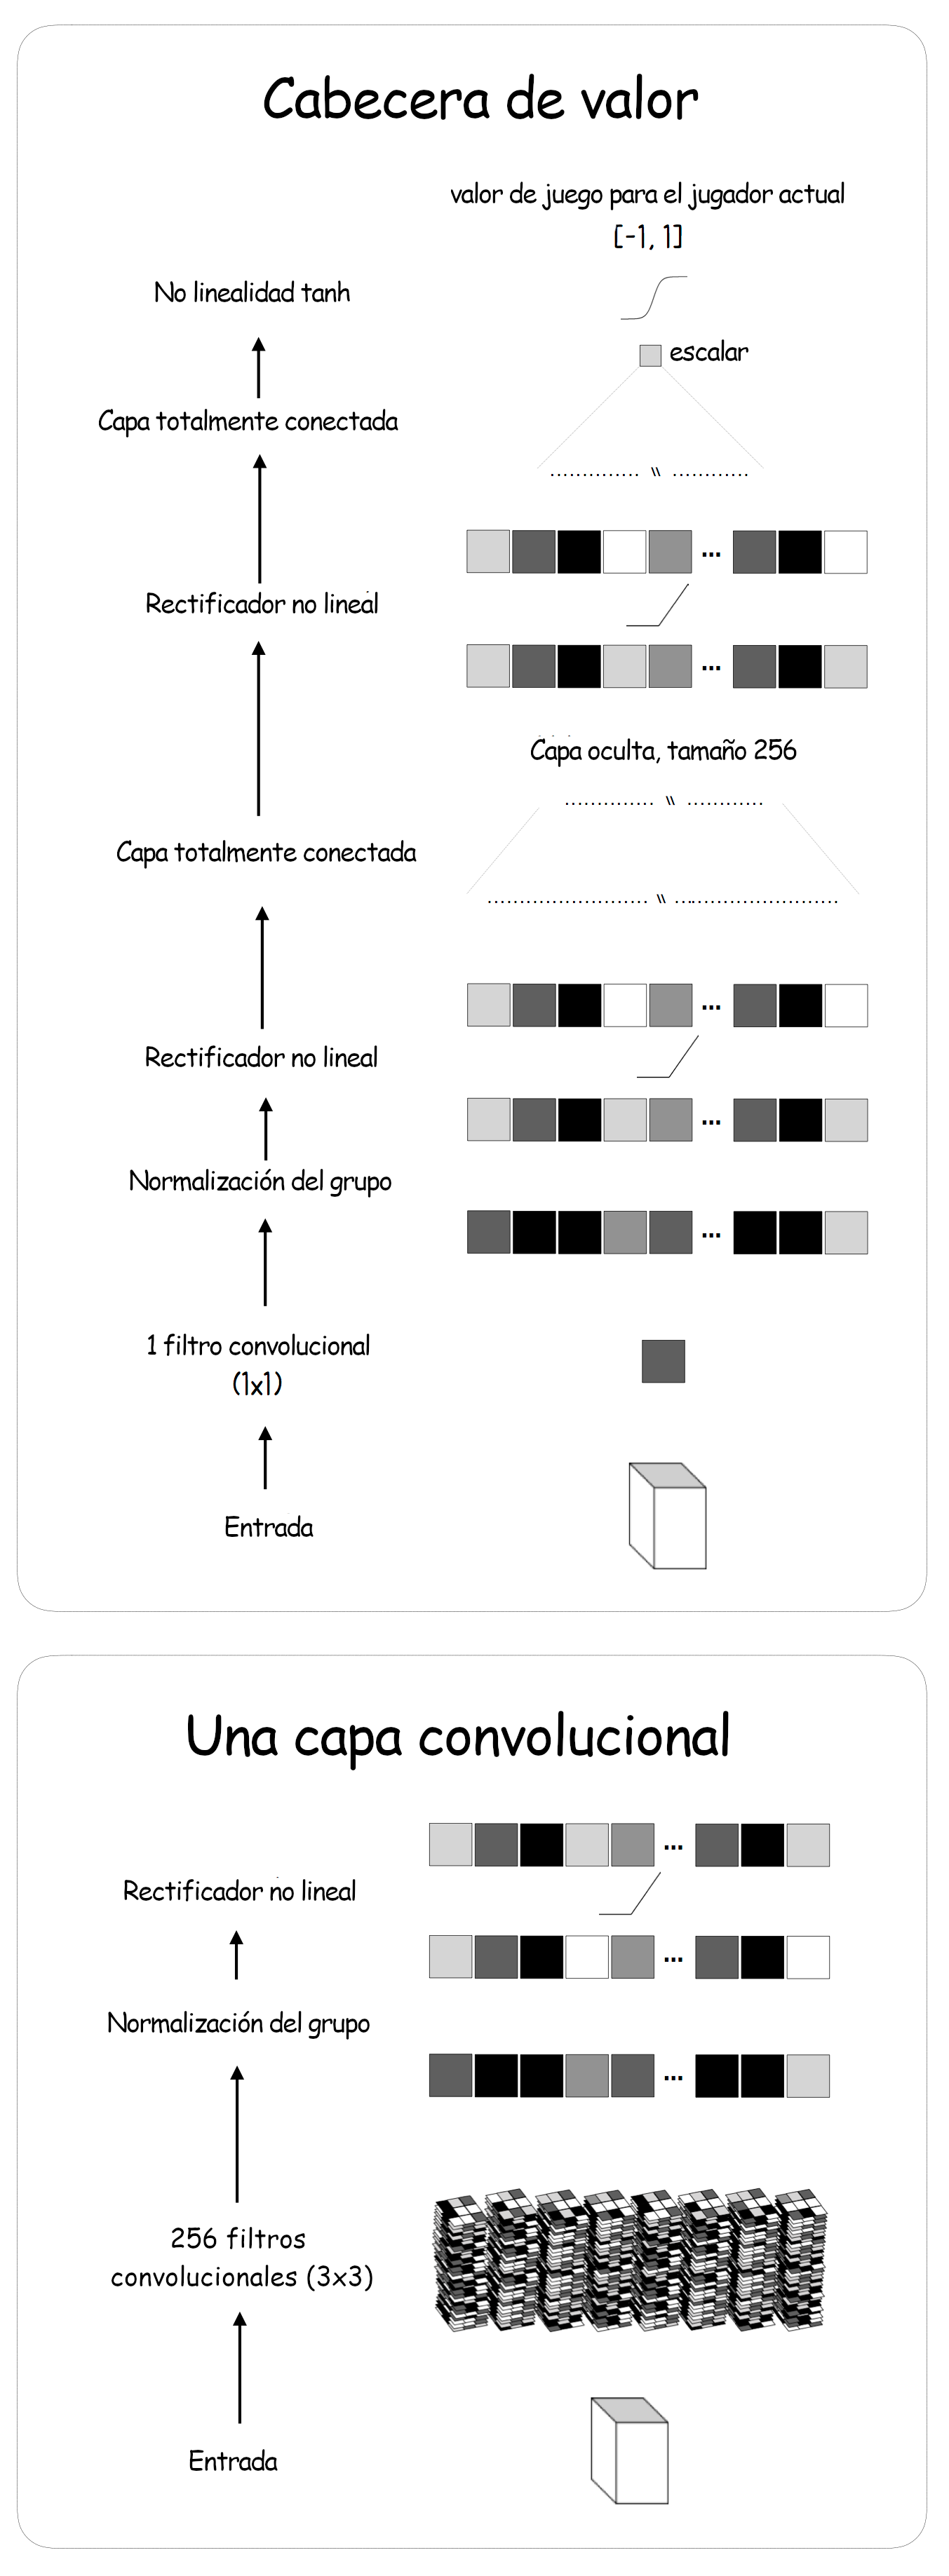 Cabecera de valor
valor de juego para el jugador actual
[-1, 1]
No linealidad tanh
escalar
Capa totalmente conectada
Rectificador no lineal
Capa oculta, tamaño 256
Capa totalmente conectada
Rectificador no lineal
Normalización del grupo
1 filtro convolucional
(1x1)
Entrada
Una capa convolucional
Rectificador no lineal
Normalización del grupo
256 filtros
convolucionales (3x3)
Entrada